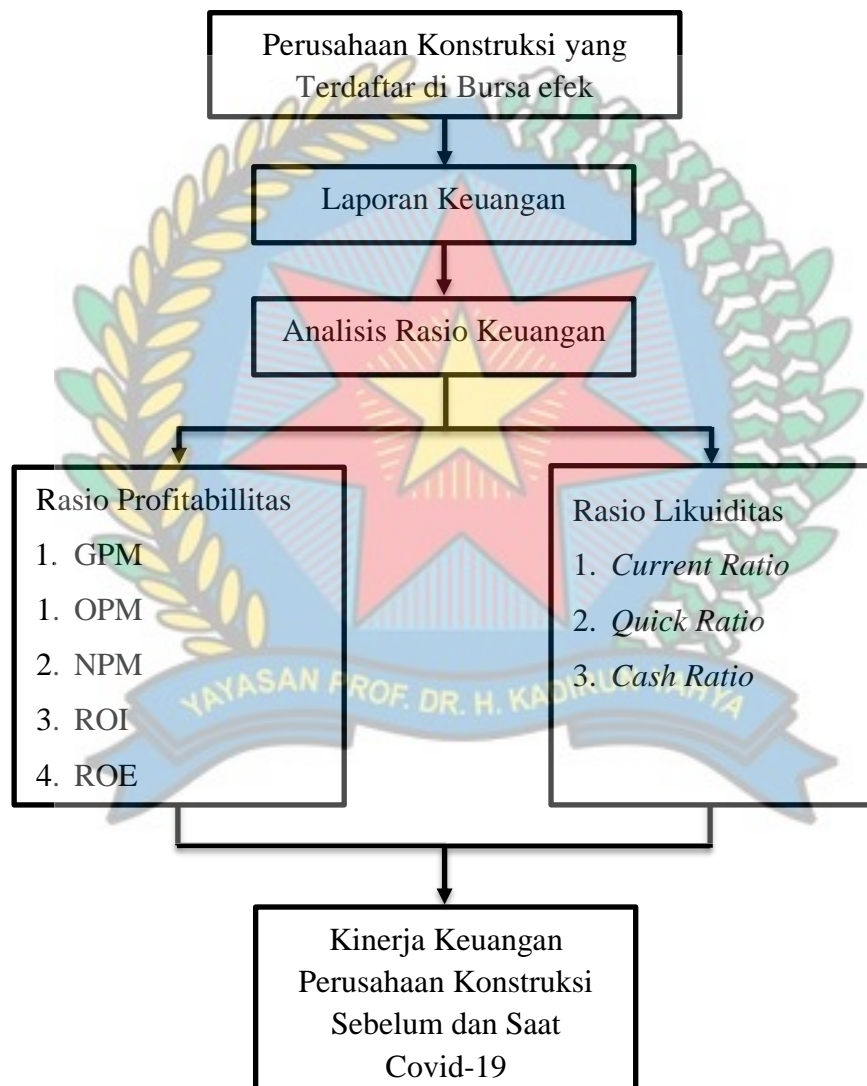 Perusahaan Konstruksi yang
Terdaftar di Bursa efek
Laporan Keuangan
Analisis Rasio Keuangan
Rasio Profitabillitas
1. GPM
1. OPM
2. NPM
3. ROI
4. ROE
Rasio Likuiditas
1. Current Ratio
2. Quick Ratio
3. Cash Ratio
YAYASAN PROF. DR. H.
Kinerja Keuangan
Perusahaan Konstruksi
Sebelum dan Saat
Covid-19